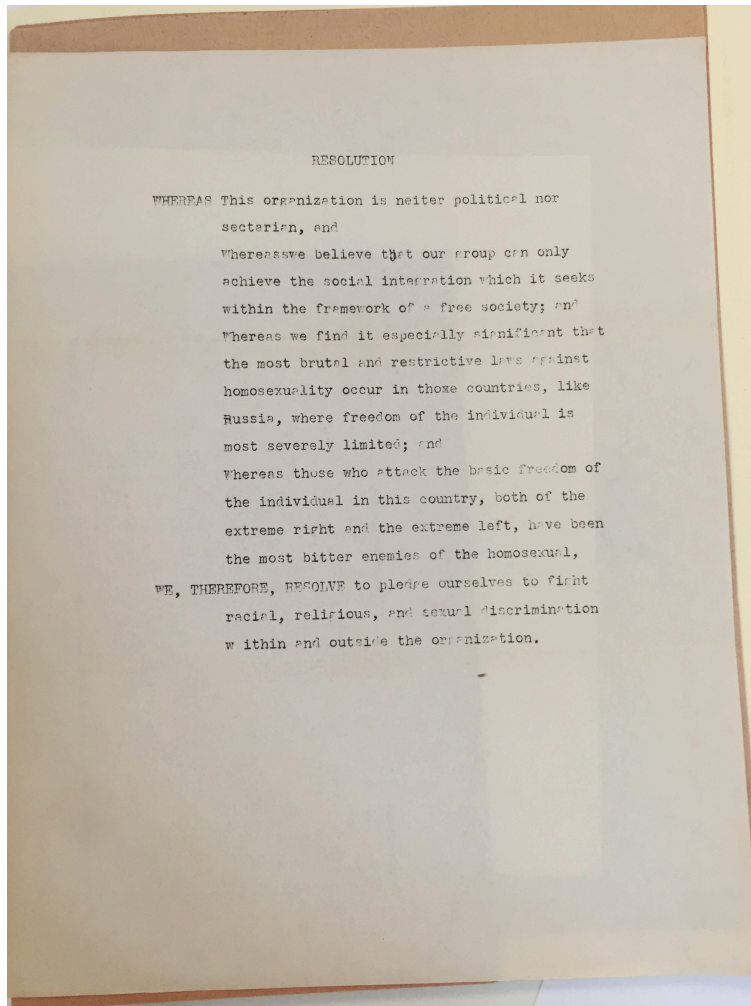 RESOLUTION
WHEREAS This organization is neiter political nor
sectarian, and
Whereasswe believe that our group can only
achieve the social integration which it seeks
within the framework of a free society; and
Whereas we find it especially significant that
the most brutal and restrictive laws against
homosexuality occur in thoxe countries, like
Russia, where freedom of the individual is
most severely limited; and
Whereas those who attack the basic freedom of
the individual in this country, both of the
extreme right and the extreme left, have been
the most bitter enemies of the homosexual,
WE, THEREFORE, RESOLVE to pledge ourselves to fight
racial, religious, and sexual discrimination
w ithin and outside the organization.